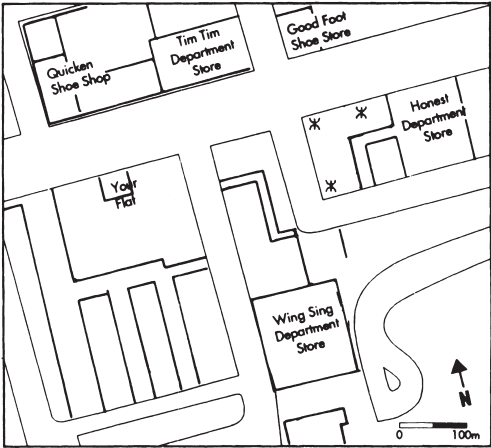 Good Foot
Shoe Store
Tim Tim
Department
Store
Quicken
Shoe Shop
Honest
Department
Store
Your
Flat
Wing Sing
Department
Store
N
0 100m